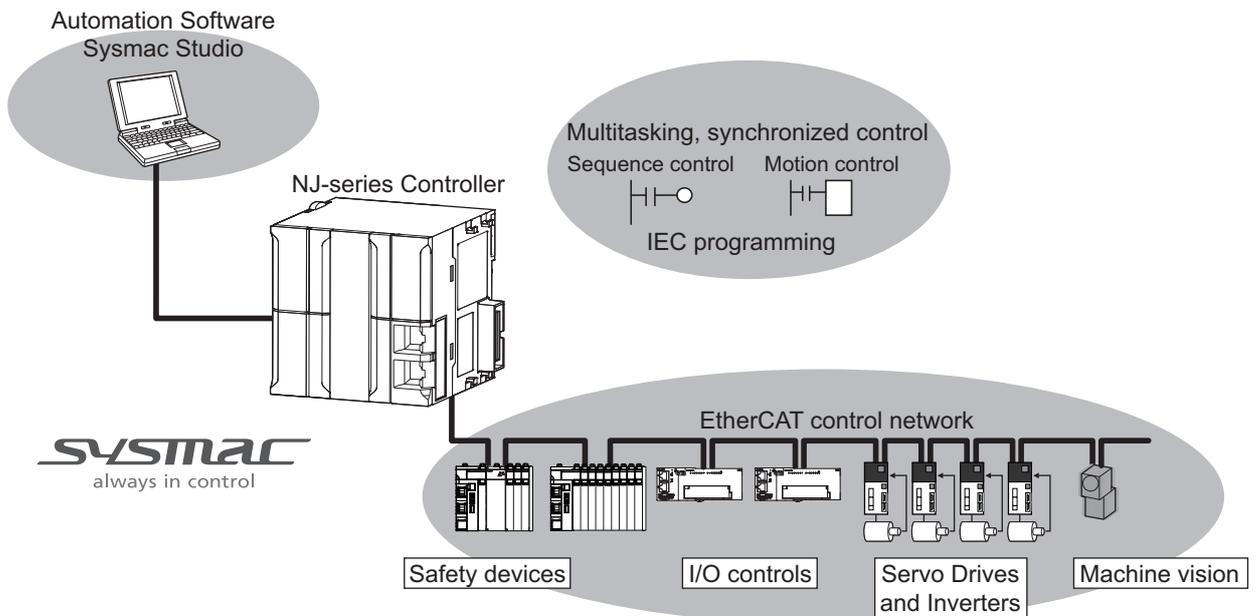 Automation Software
Sysmac Studio
Multitasking, synchronized control
Sequence control
Motion control
IEC programming
NJ-series Controller
EtherCAT control network
sysmac
always in control
Safety devices
I/O controls
Servo Drives
and Inverters
Machine vision